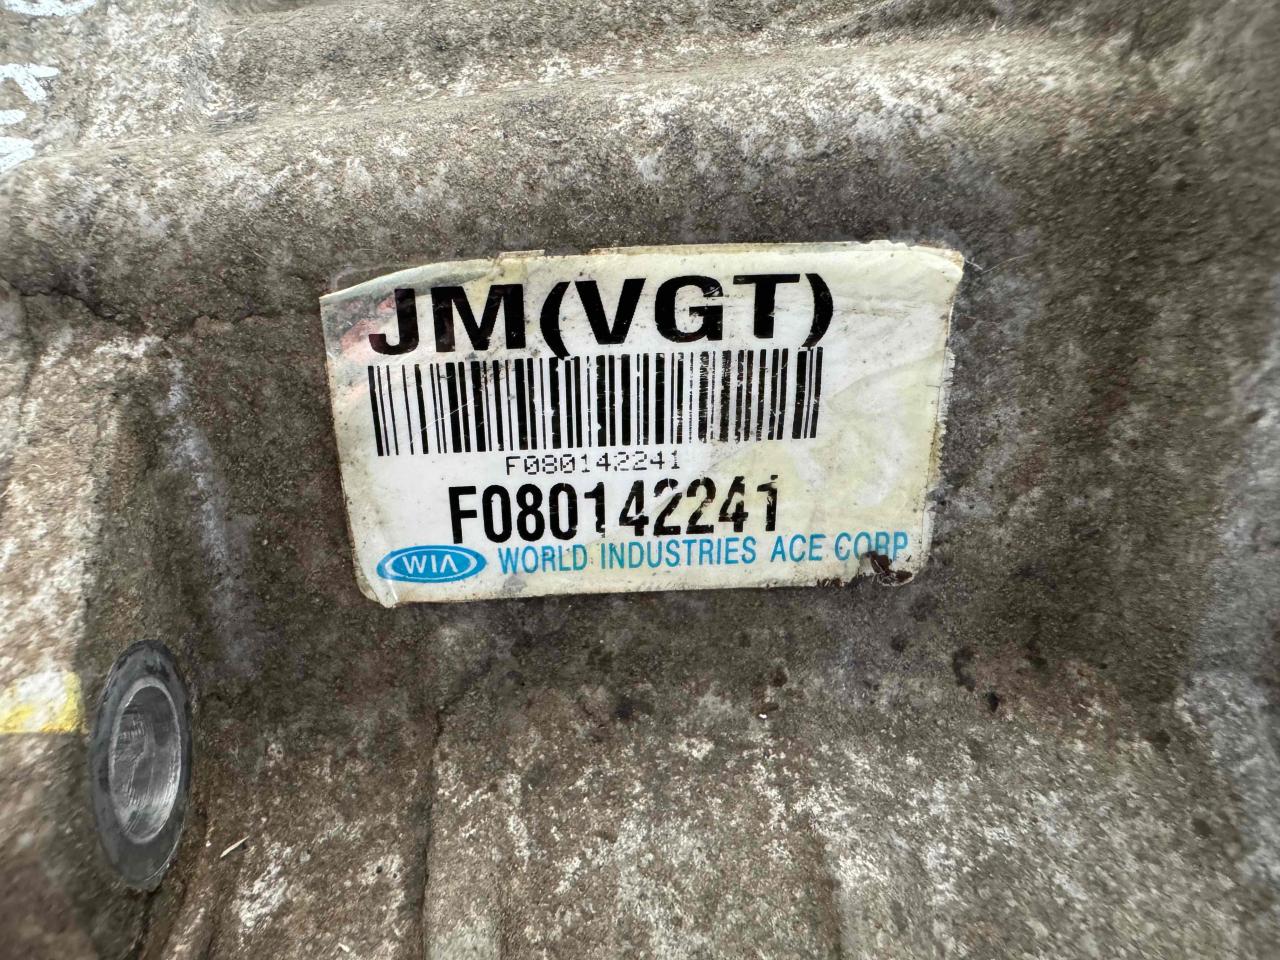 JM(VGT)
F080142241
F080142241
WIA WORLD INDUSTRIES ACE CORP